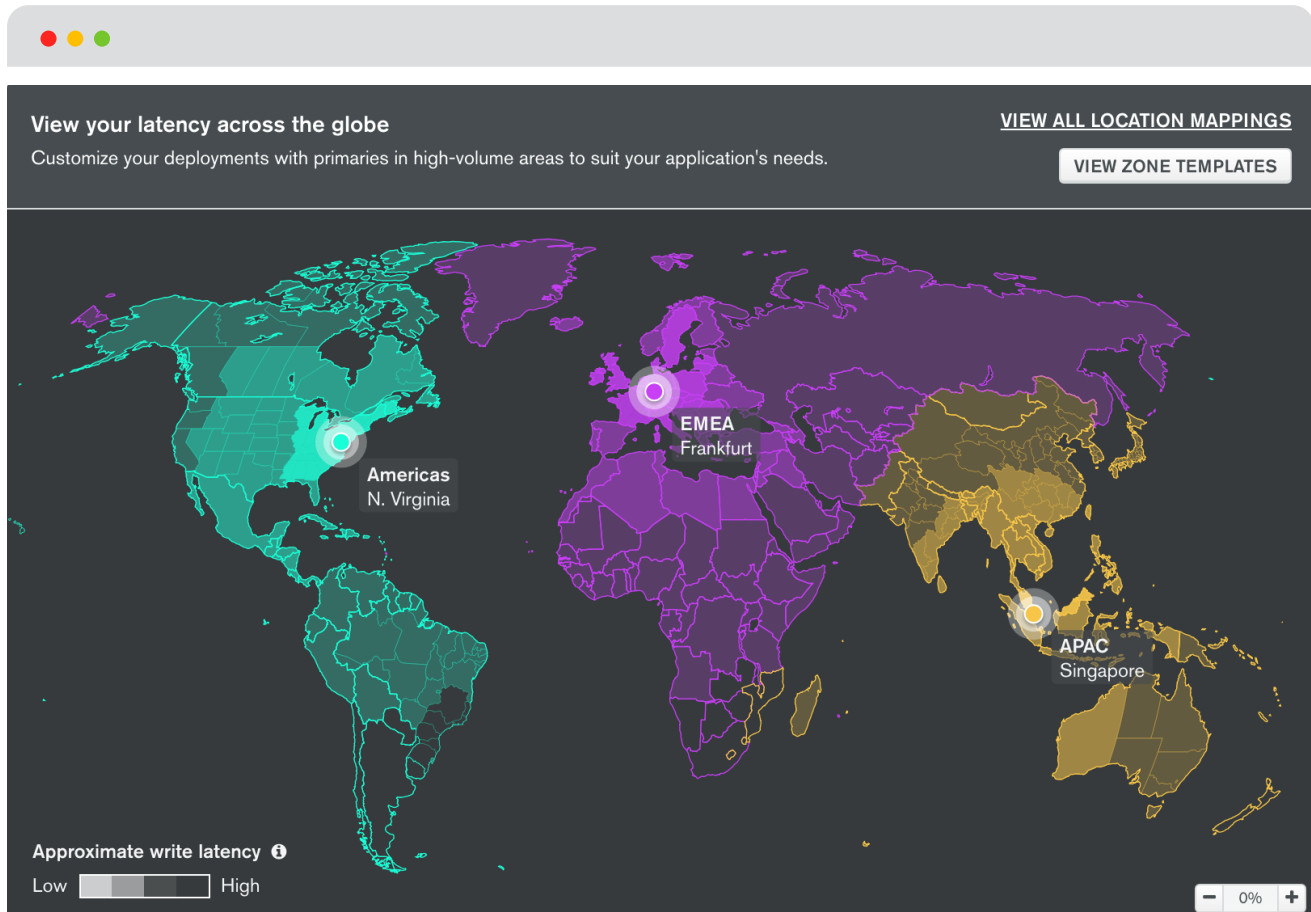 View your latency across the globe
VIEW ALL LOCATION MAPPINGS
Customize your deployments with primaries in high-volume areas to suit your application's needs.
VIEW ZONE TEMPLATES
EMEA
Frankfurt
Americas
N. Virginia
APAC
Singapore
Approximate write latency
Low
High
0%